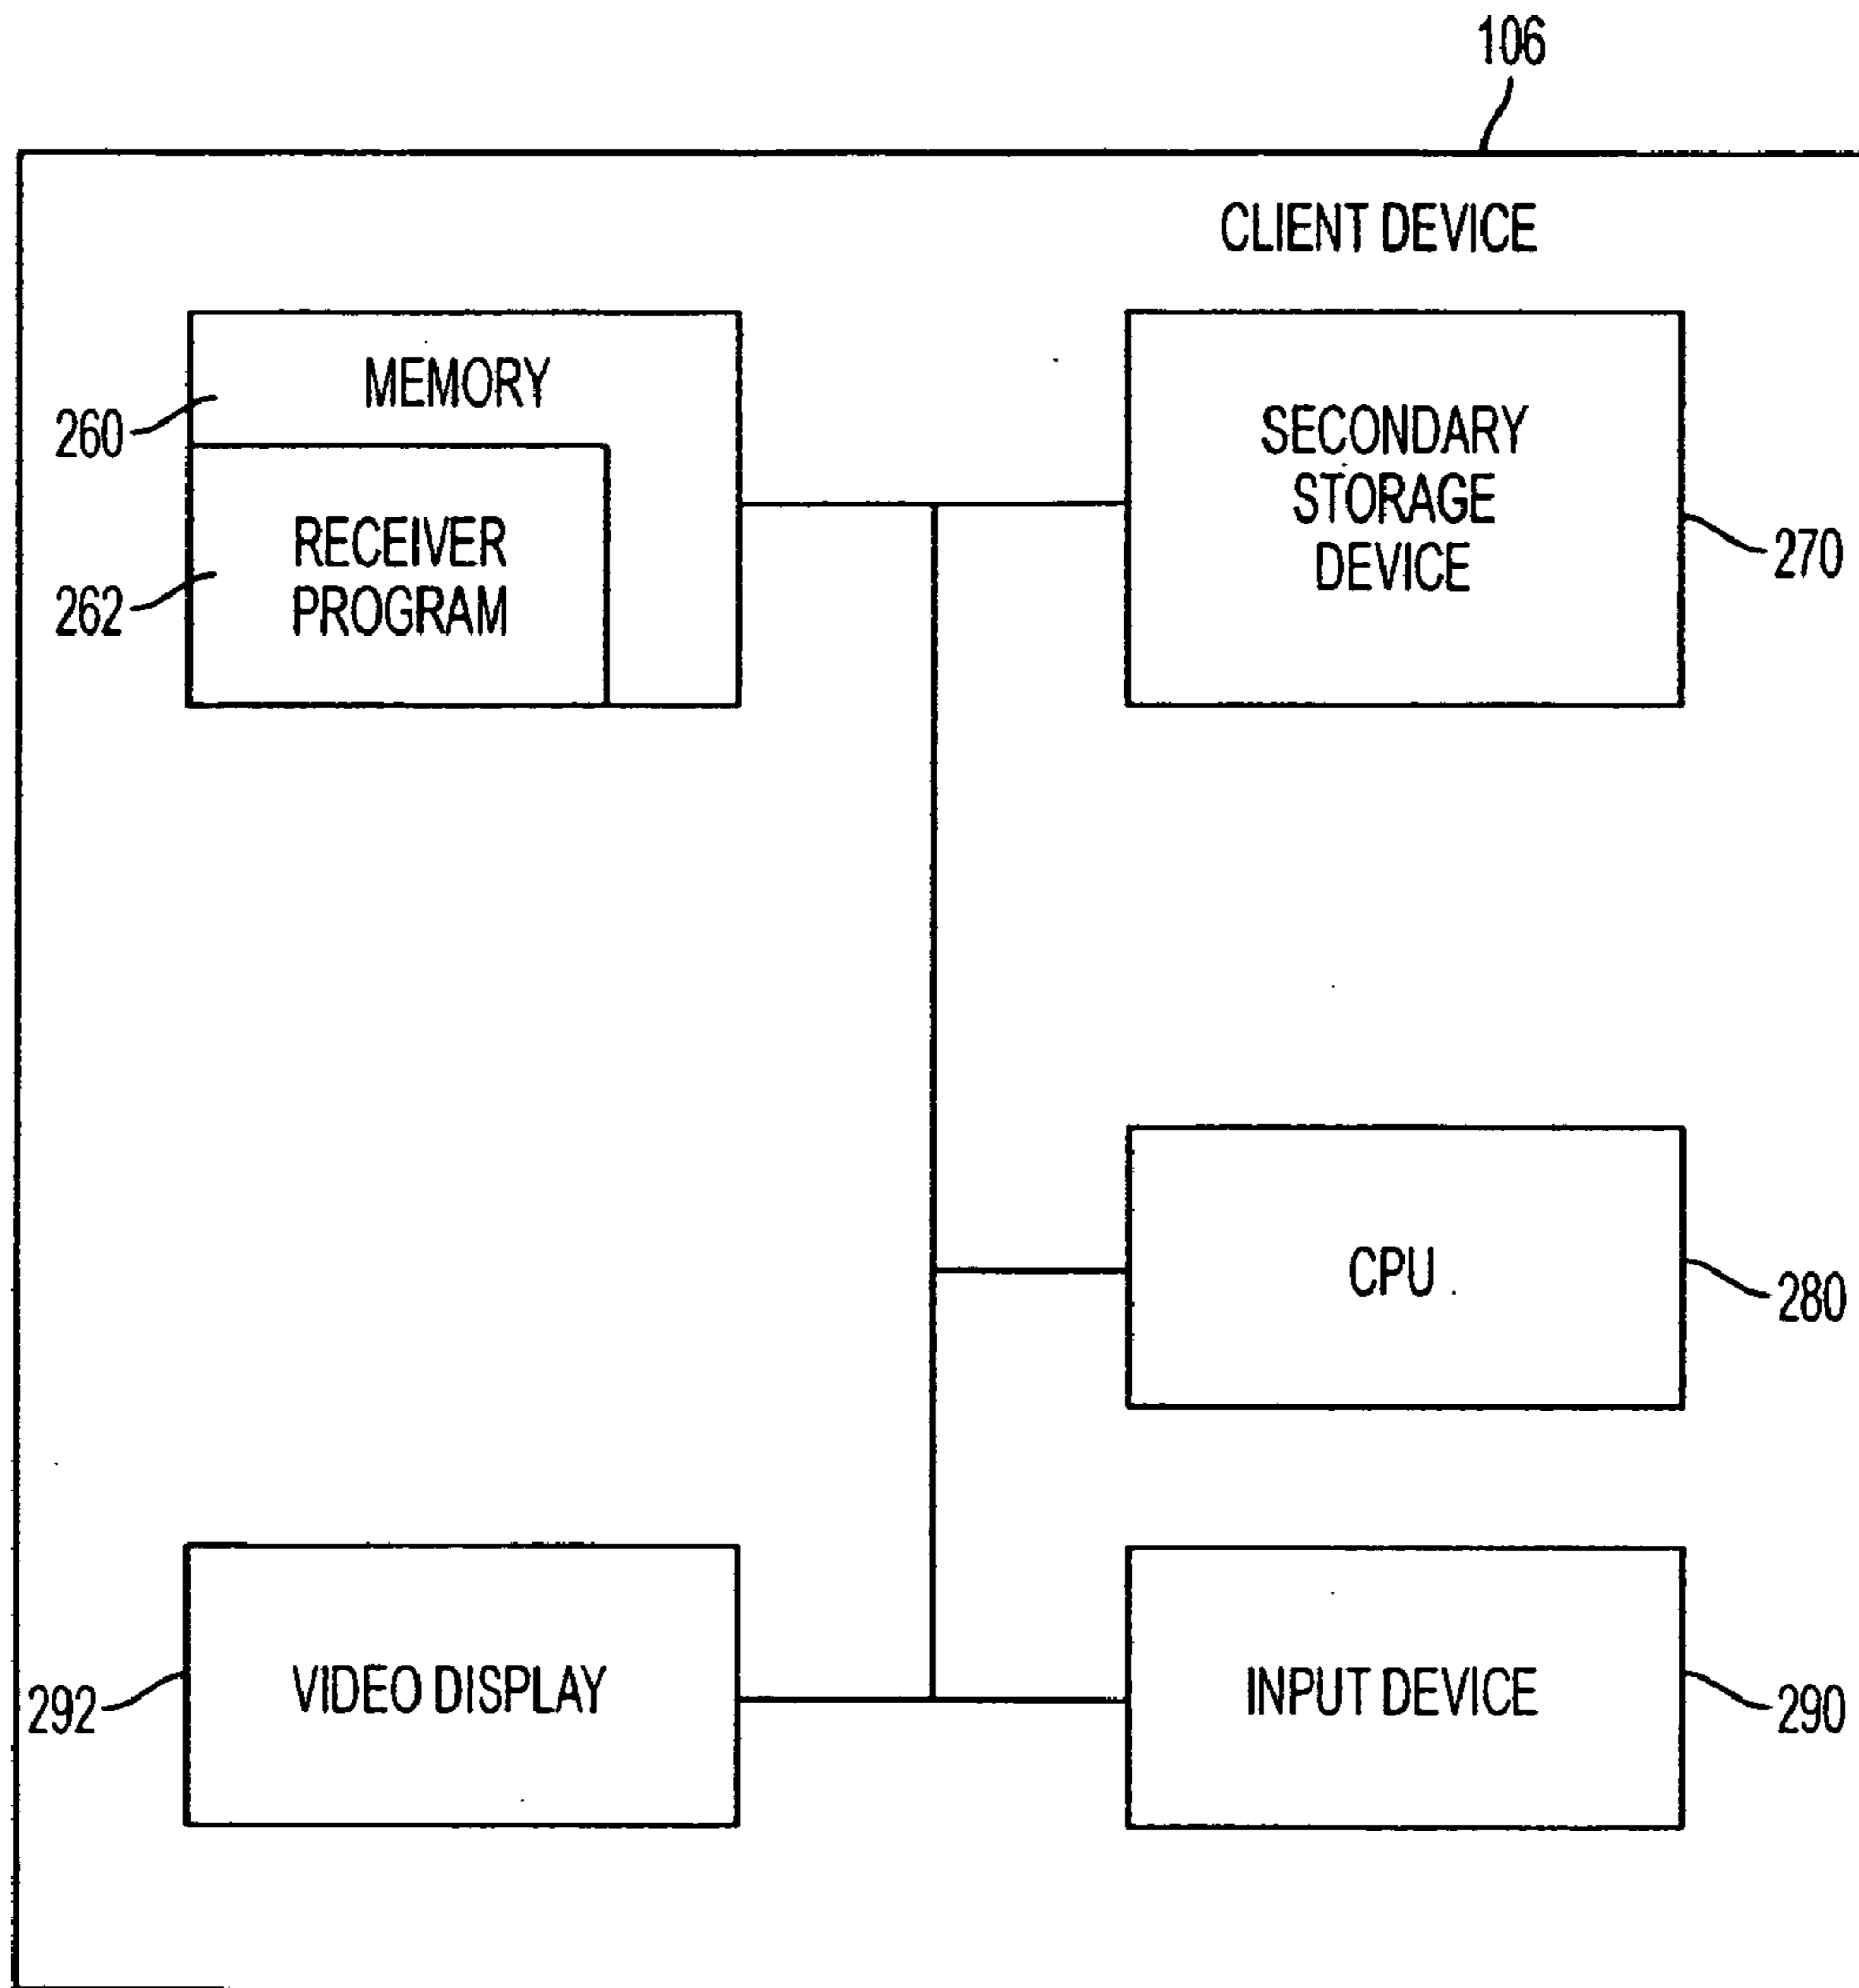 106
CLIENT DEVICE
MEMORY
260
RECEIVER
PROGRAM
262
SECONDARY
STORAGE
DEVICE
270
CPU
280
VIDEO DISPLAY
292
INPUT DEVICE
290